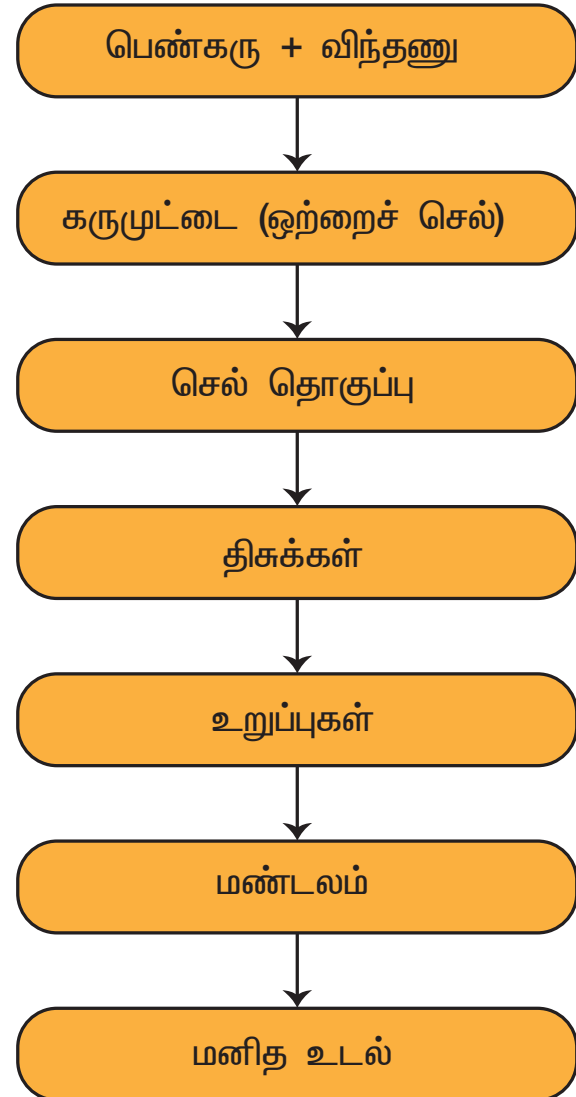 பெண்கரு + விந்தணு
கருமுட்டை (ஒற்றைச் செல்)
செல் தொகுப்பு
திசுக்கள்
உறுப்புகள்
மண்டலம்
மனித உடல்